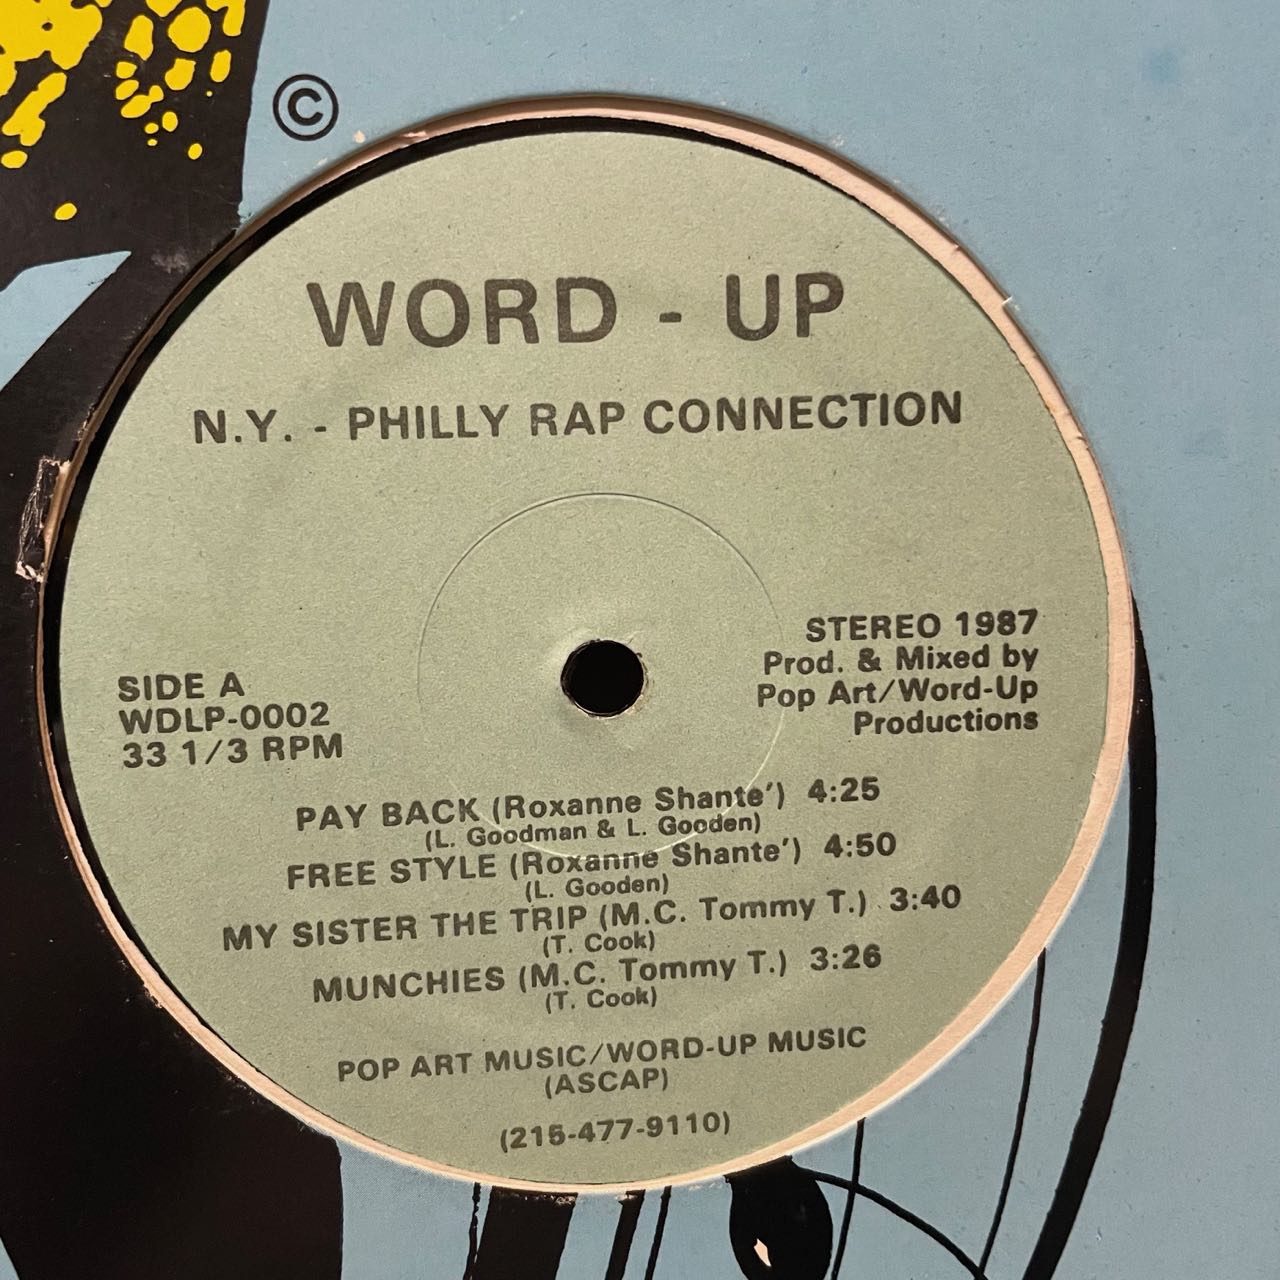 ©
WORD - UP
N.Y. - PHILLY RAP CONNECTION
SIDE A
WDLP-0002
33 1/3 RPM
STEREO 1987
Prod. & Mixed by
Pop Art/Word-Up
Productions
PAY BACK (Roxanne Shante') 4:25
(L. Goodman & L. Gooden)
FREE STYLE (Roxanne Shante') 4:50
(L. Gooden)
MY SISTER THE TRIP (M.C. Tommy T.) 3:40
(T. Cook)
MUNCHIES (M.C. Tommy T.) 3:26
(T. Cook)
POP ART MUSIC/WORD-UP MUSIC
(ASCAP)
(215-477-9110)